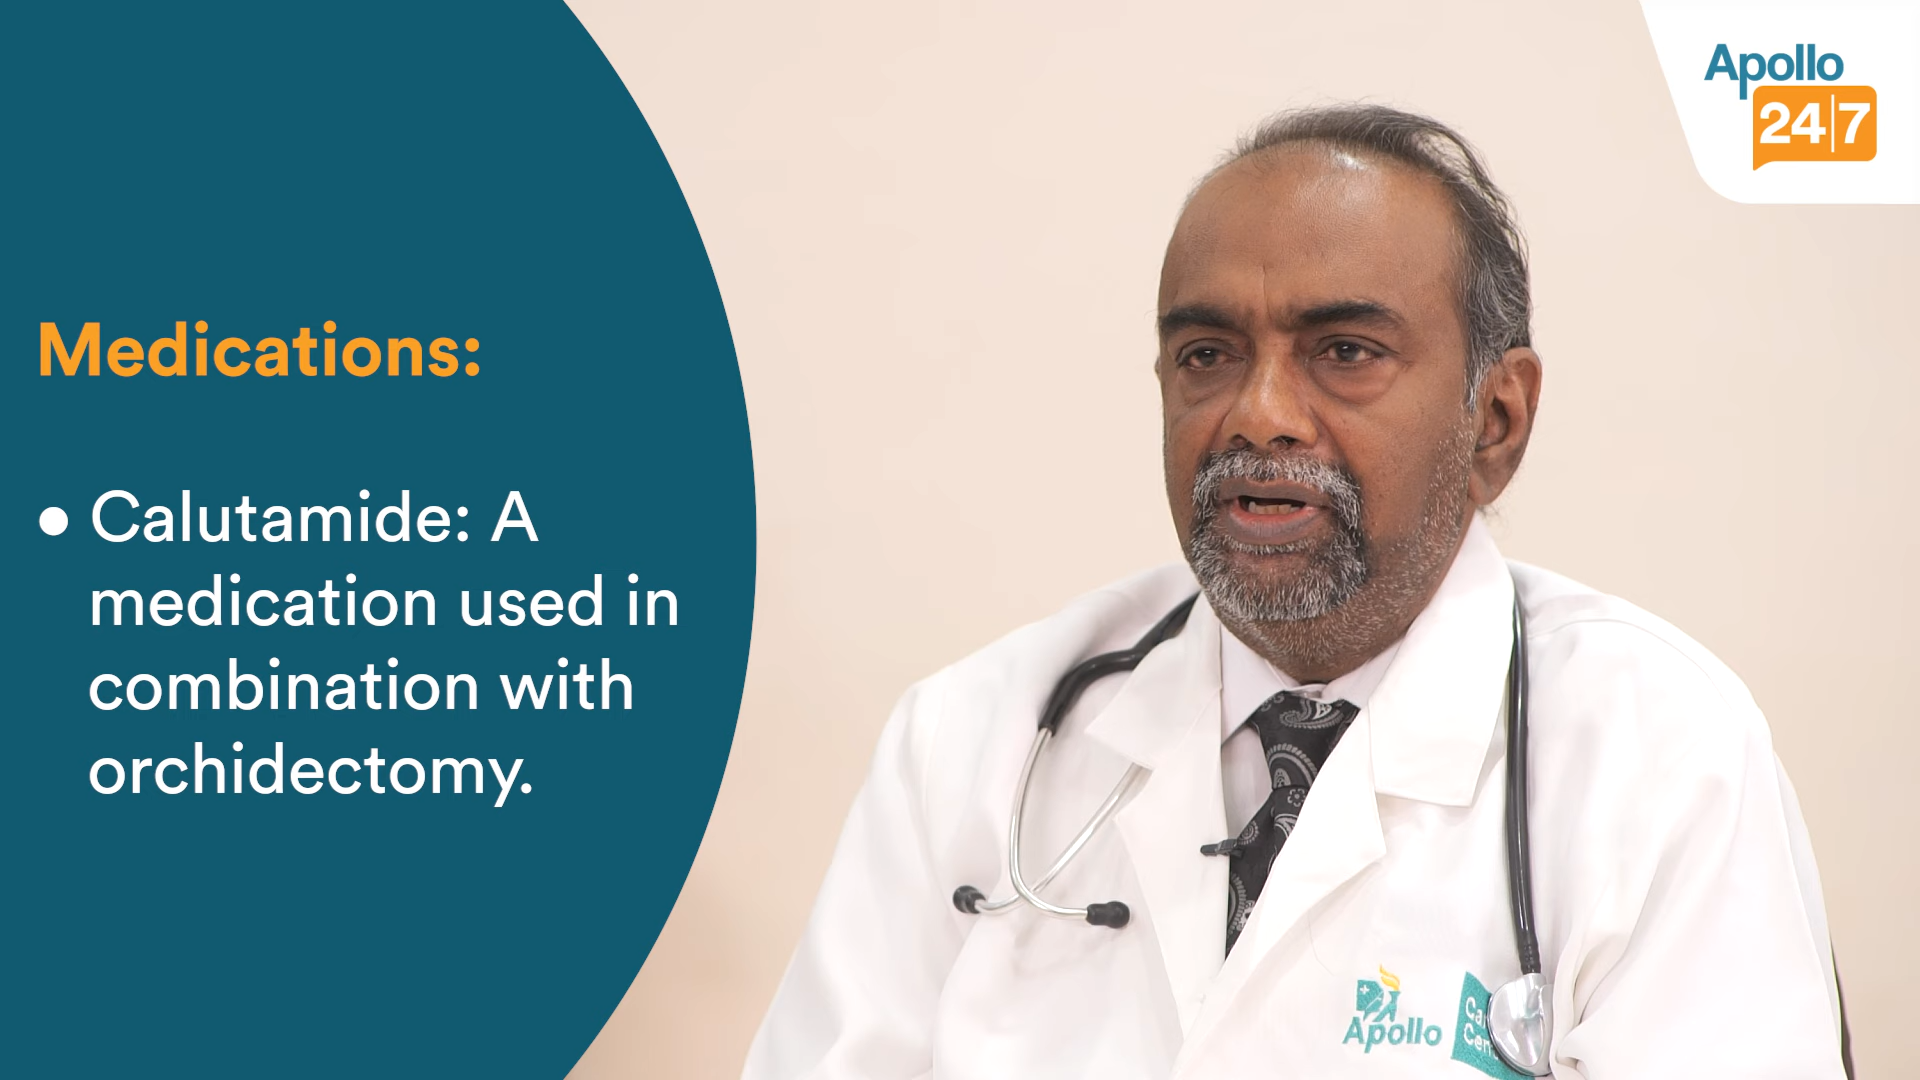 Apollo
24|7
Medications:
• Calutamide: A
medication used in
combination with
orchidectomy.
Apollo